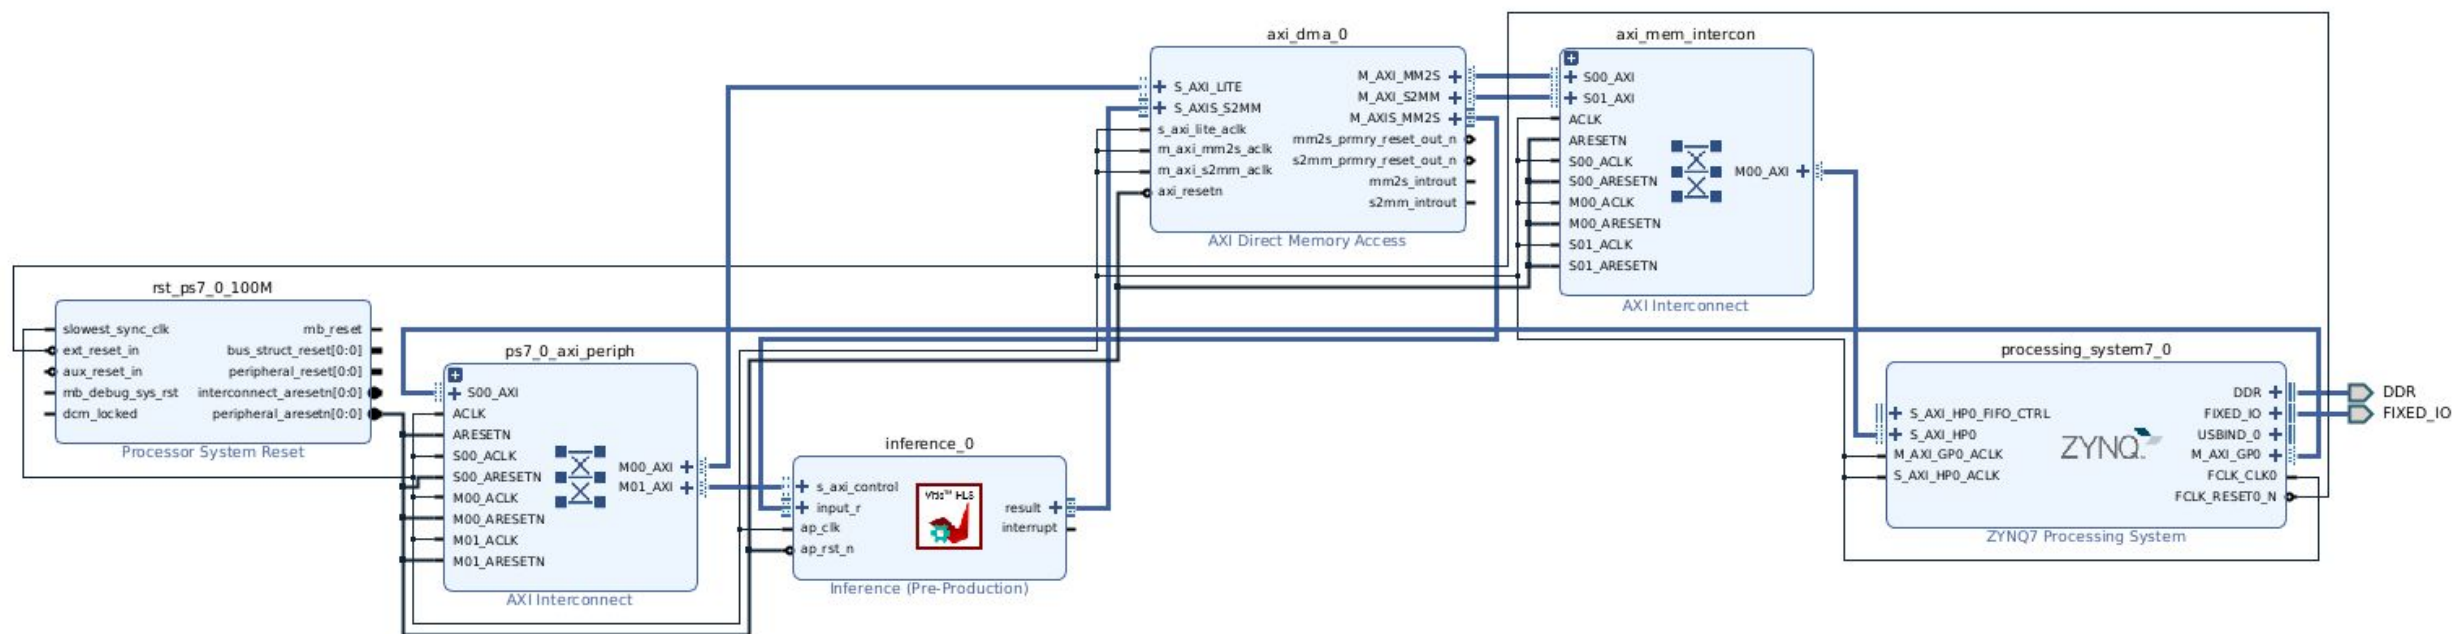 axi_dma_0
S_AXI_LITE
S_AXIS_S2MM
s_axi_lite_aclk
m_axi_mm2s_aclk
m_axi_s2mm_aclk
axi_resetn
M_AXI_MM2S
M_AXI_S2MM
M_AXIS_MM2S
mm2s_prmry_reset_out_n
s2mm_prmry_reset_out_n
mm2s_introut
s2mm_introut
AXI Direct Memory Access
axi_mem_intercon
S00_AXI
S01_AXI
ACLK
ARESETN
S00_ACLK
S00_ARESETN
M00_ACLK
M00_ARESETN
S01_ACLK
S01_ARESETN
M00_AXI
AXI Interconnect
rst_ps7_0_100M
slowest_sync_clk
ext_reset_in
aux_reset_in
mb_debug_sys_rst
dcm_locked
mb_reset
bus_struct_reset[0:0]
peripheral_reset[0:0]
interconnect_aresetn[0:0]
peripheral_aresetn[0:0]
Processor System Reset
ps7_0_axi_periph
S00_AXI
ACLK
ARESETN
S00_ACLK
S00_ARESETN
M00_ACLK
M00_ARESETN
M01_ACLK
M01_ARESETN
M00_AXI
M01_AXI
AXI Interconnect
inference_0
s_axi_control
input_r
ap_clk
ap_rst_n
Vitis™ HLS
result
interrupt
Inference (Pre-Production)
processing_system7_0
S_AXI_HP0_FIFO_CTRL
S_AXI_HP0
M_AXI_GP0_ACLK
S_AXI_HP0_ACLK
ZYNQ
DDR
FIXED_IO
USBIND_0
M_AXI_GP0
FCLK_CLK0
FCLK_RESET0_N
ZYNQ7 Processing System
DDR
FIXED_IO